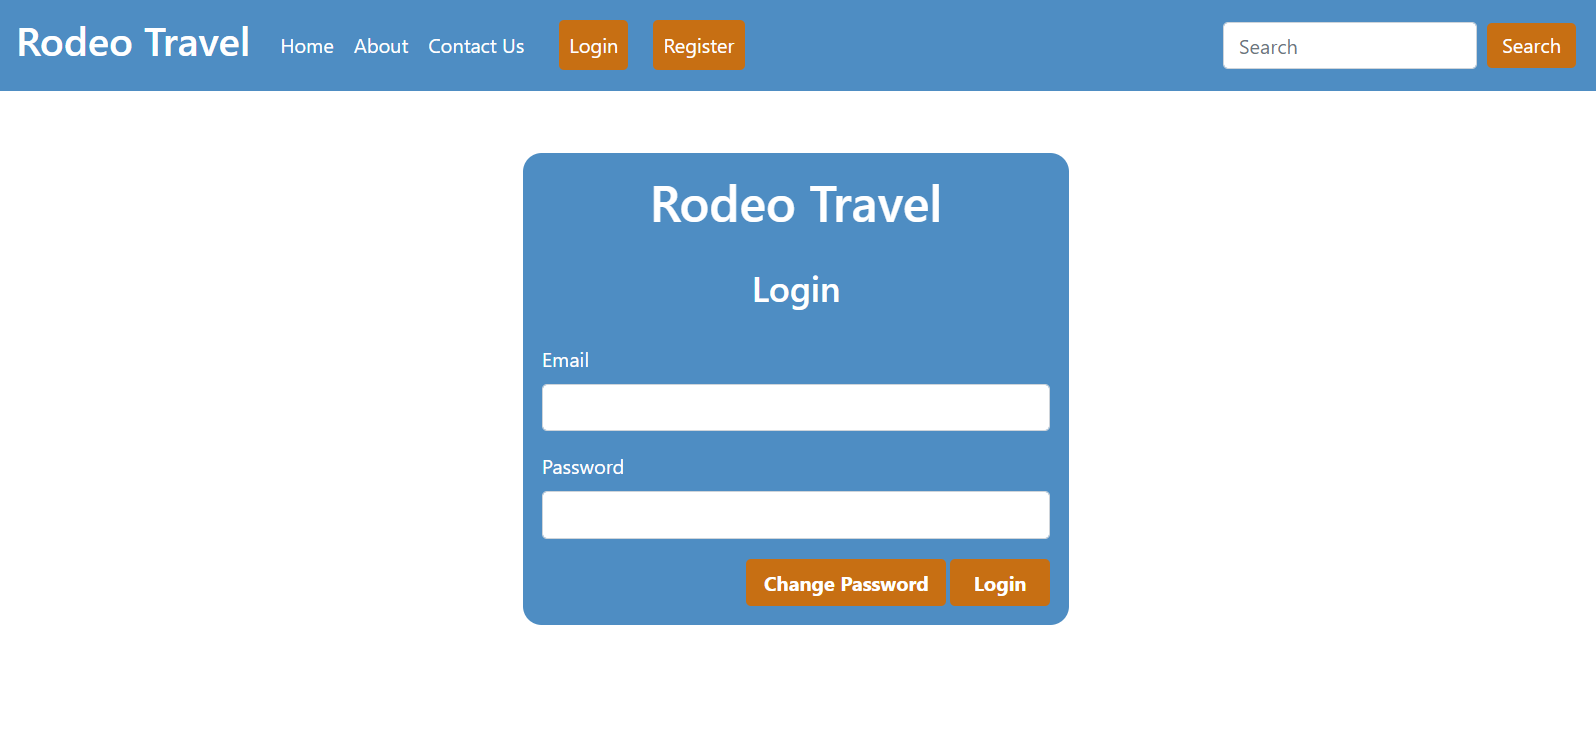 Rodeo Travel Home About Contact Us Login Register Search Search
Rodeo Travel
Login
Email
Password
Change Password Login